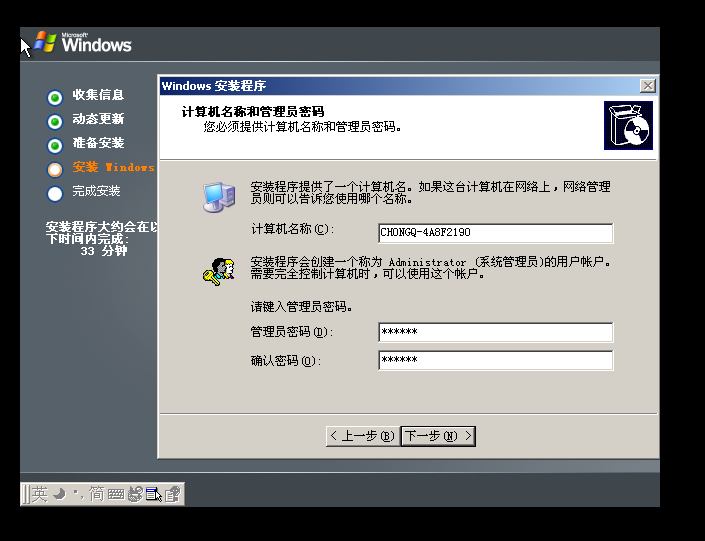 Microsoft
Windows
收集信息
动态更新
准备安装
安装 Windows
完成安装
安装程序大约会在以
下时间内完成:
33 分钟
Windows 安装程序
计算机名称和管理员密码
您必须提供计算机名称和管理员密码。
安装程序提供了一个计算机名。如果这台计算机在网络上，网络管理
员则可以告诉您使用哪个名称。
计算机名称(C):
CHONGQ-4A8F2190
安装程序会创建一个称为 Administrator (系统管理员)的用户帐户。
需要完全控制计算机时，可以使用这个帐户。
请键入管理员密码。
管理员密码(D):
******
确认密码(O):
******
< 上一步(B)
下一步(N) >
英 简